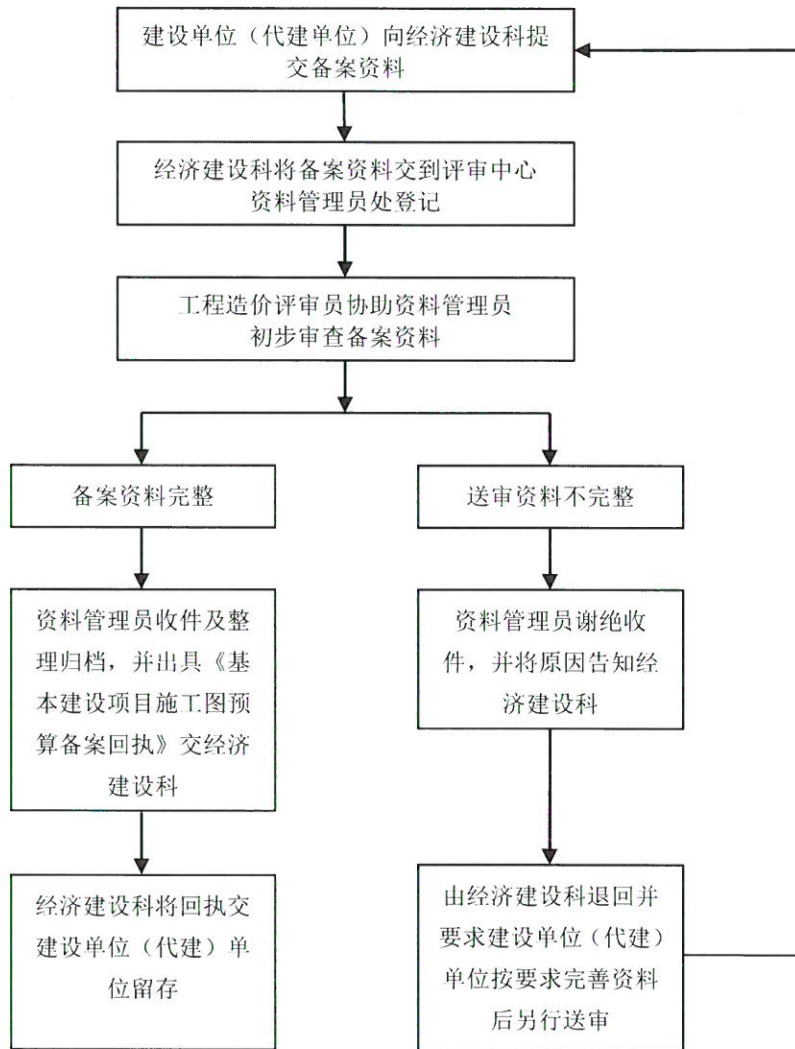 建设单位（代建单位）向经济建设科提
交备案资料
经济建设科将备案资料交到评审中心
资料管理员处登记
工程造价评审员协助资料管理员
初步审查备案资料
备案资料完整
送审资料不完整
资料管理员收件及整
理归档，并出具《基
本建设项目施工图预
算备案回执》交经济
建设科
资料管理员谢绝收
件，并将原因告知经
济建设科
经济建设科将回执交
建设单位（代建）单
位留存
由经济建设科退回并
要求建设单位（代建）
单位按要求完善资料
后另行送审